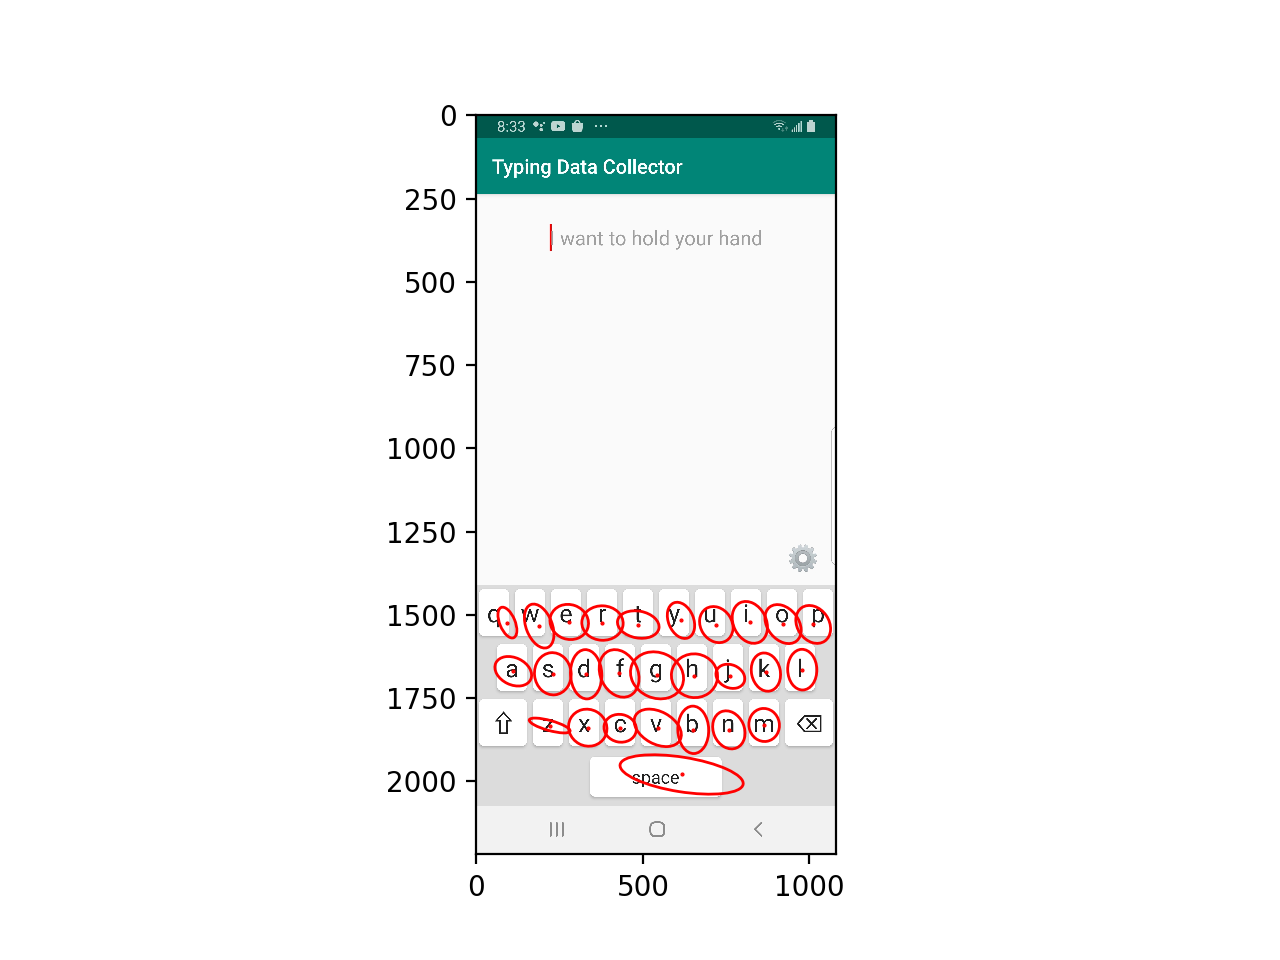 0
8:33
Typing Data Collector
250
want to hold your hand
500
750
1000
1250
1500
q w e r t y u i o p
a s d f g h j k l
1750
z x c v b n m
2000
space
0 500 1000